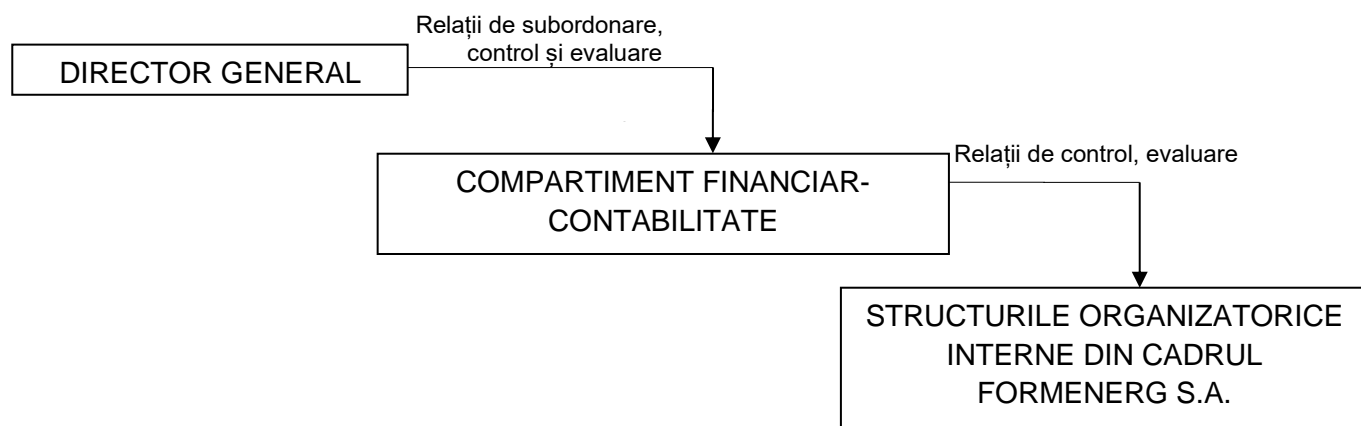 Relații de subordonare,
control și evaluare
DIRECTOR GENERAL
Relații de control, evaluare
COMPARTIMENT FINANCIAR-
CONTABILITATE
STRUCTURILE ORGANIZATORICE
INTERNE DIN CADRUL
FORMENERG S.A.